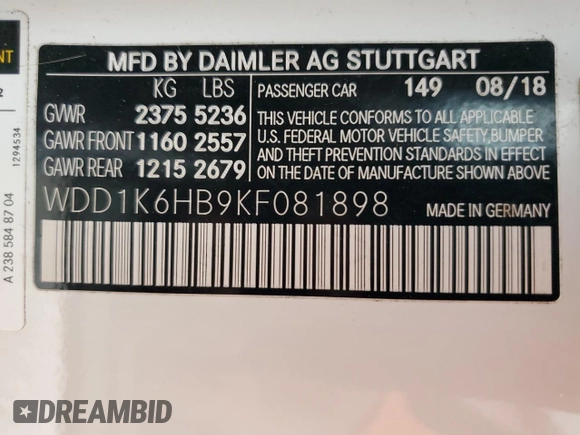 MFD BY DAIMLER AG STUTTGART
KG LBS
GVWR 2375 5236
GAWR FRONT 1160 2557
GAWR REAR 1215 2679
PASSENGER CAR 149 08/18
THIS VEHICLE CONFORMS TO ALL APPLICABLE
U.S. FEDERAL MOTOR VEHICLE SAFETY, BUMPER
AND THEFT PREVENTION STANDARDS IN EFFECT
ON THE DATE OF MANUFACTURE SHOWN ABOVE
WDD1K6HB9KF081898
MADE IN GERMANY
1294534
A 238 584 87 04
DREAMBID